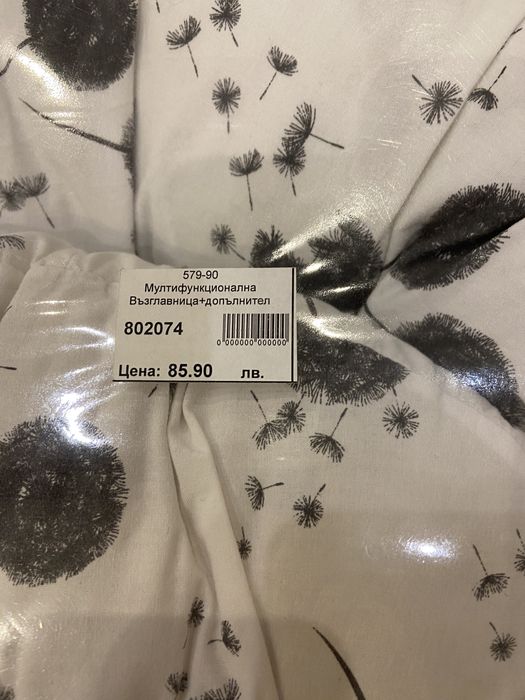 579-90
Мултифункционална
Възглавница+допълнител
802074
0 000000 000000
Цена: 85.90 лв.